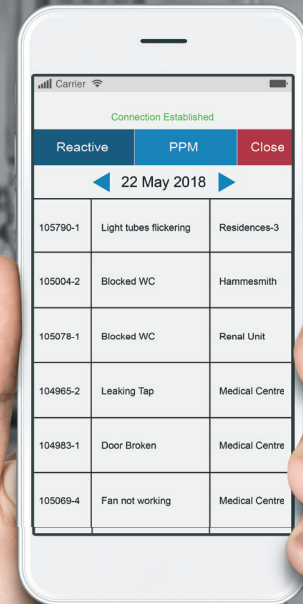 Carrier
Connection Established
Reactive PPM Close
22 May 2018
105790-1 Light tubes flickering Residences-3
105004-2 Blocked WC Hammesmith
105078-1 Blocked WC Renal Unit
104965-2 Leaking Tap Medical Centre
104983-1 Door Broken Medical Centre
105069-4 Fan not working Medical Centre